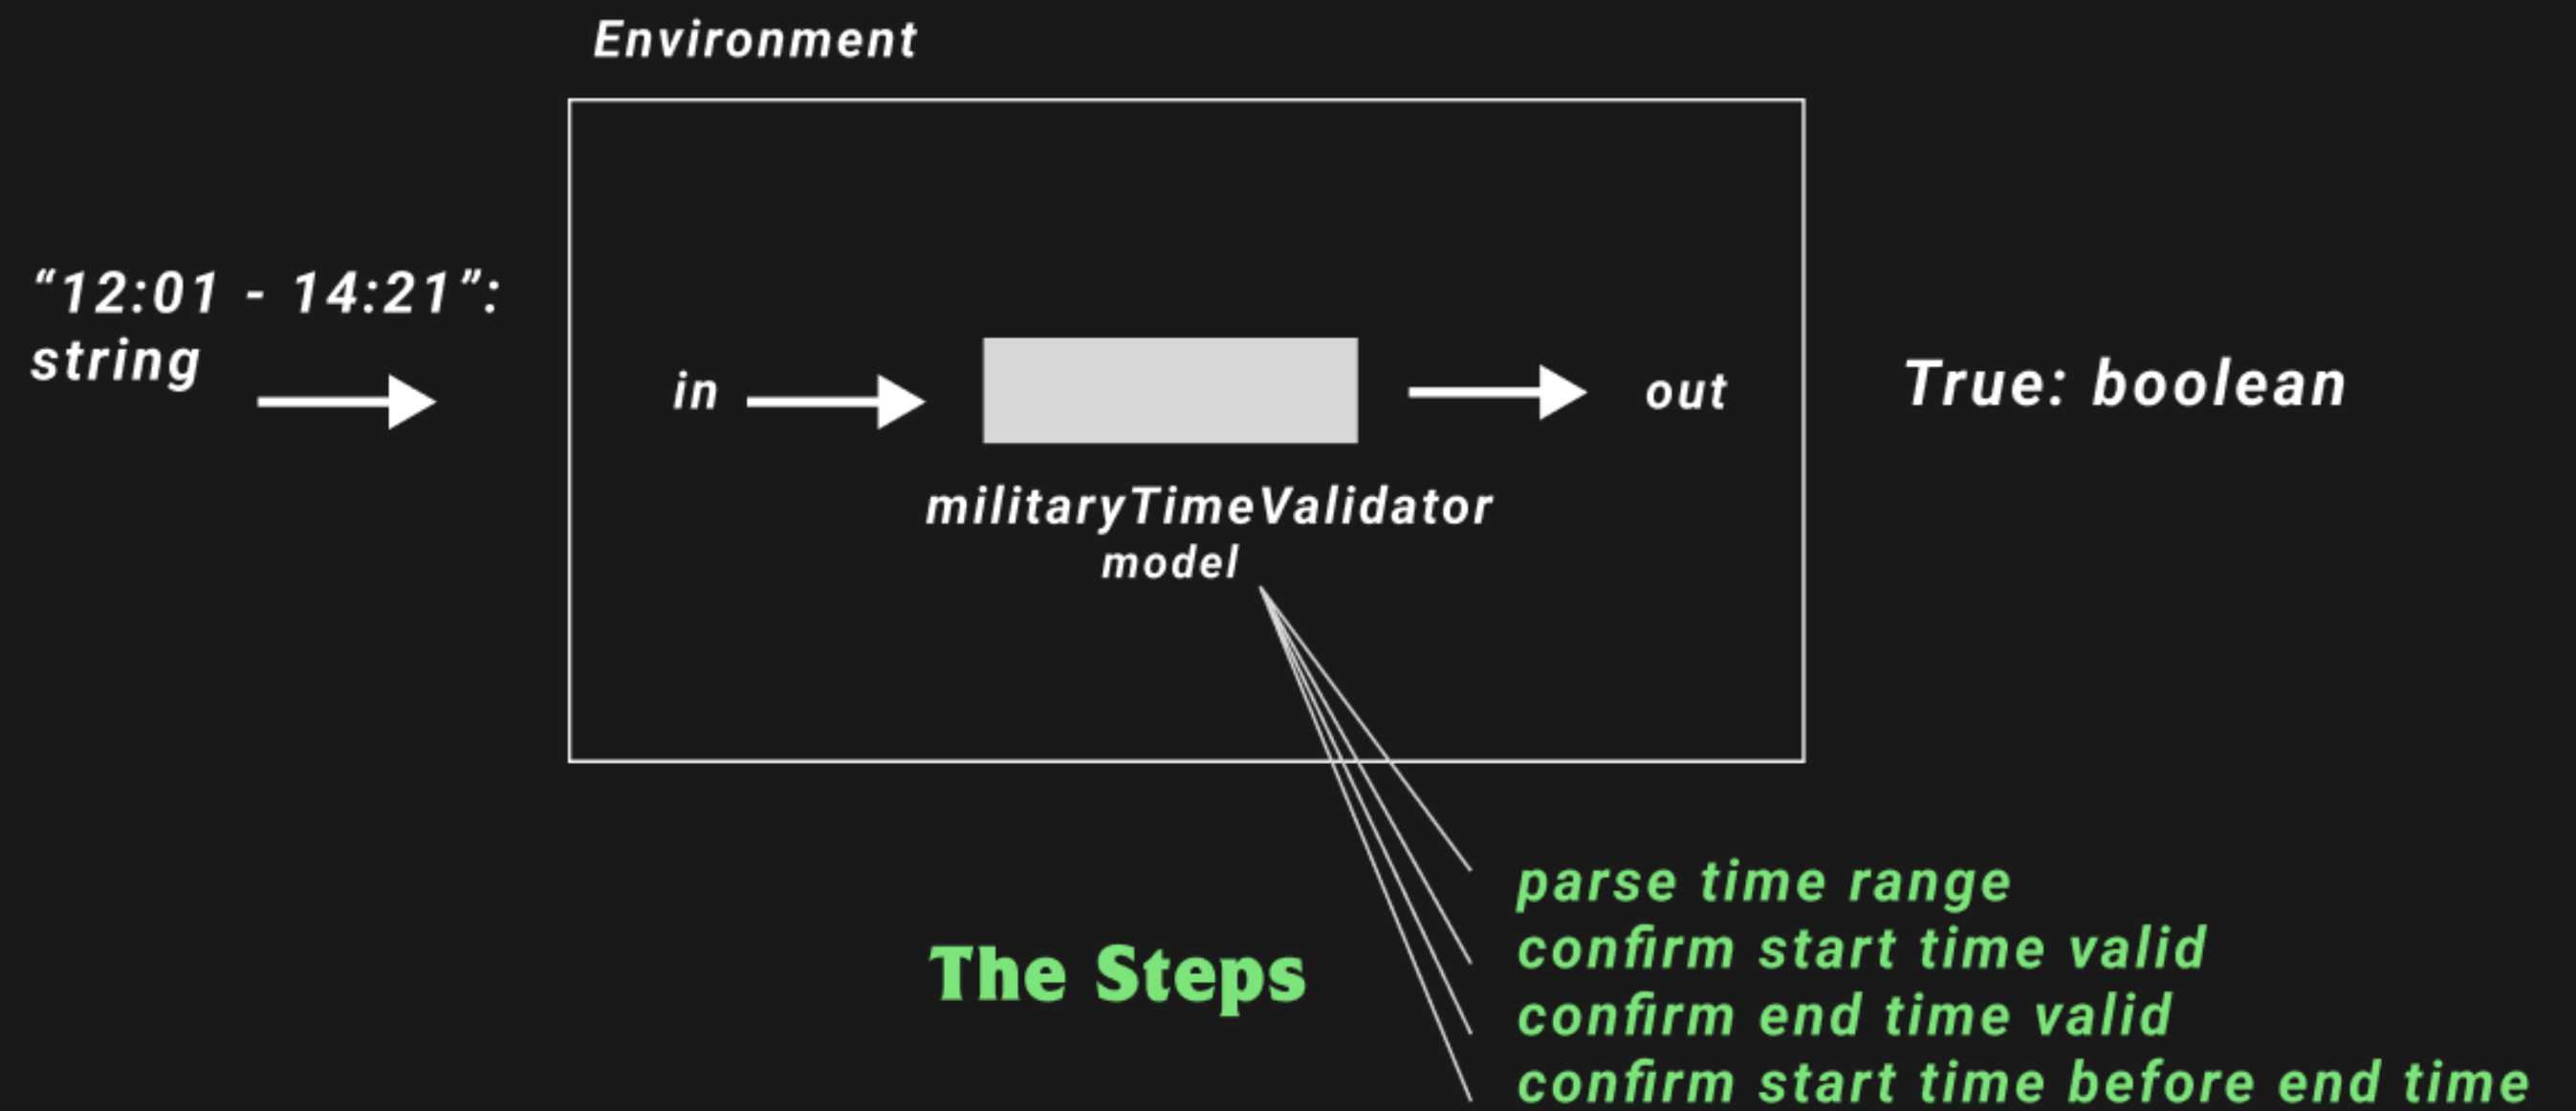 Environment
“12:01 - 14:21”:
string
in
out
True: boolean
militaryTimeValidator
model
The Steps
parse time range
confirm start time valid
confirm end time valid
confirm start time before end time